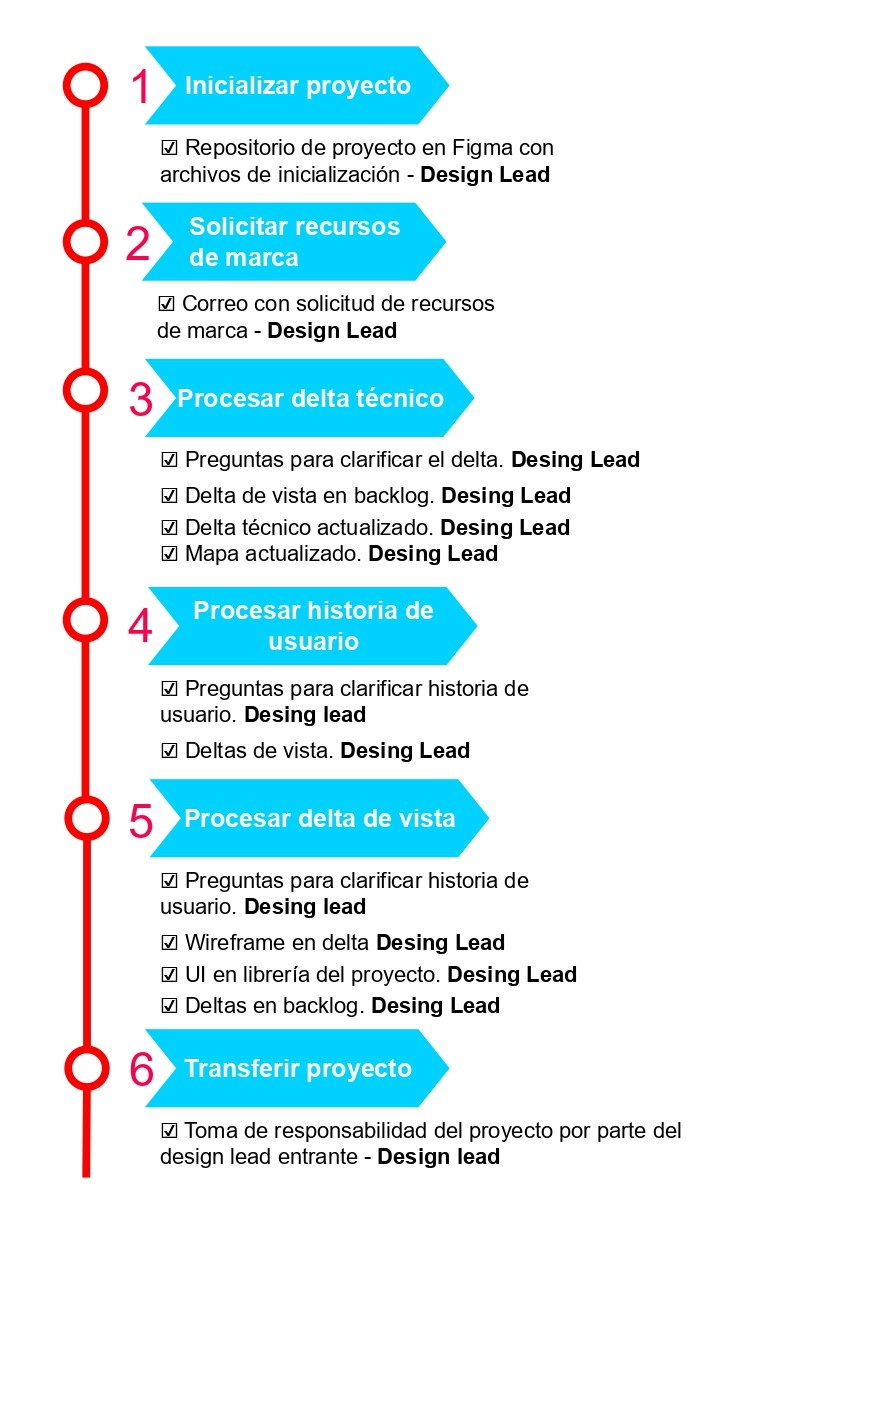 1 Inicializar proyecto
☑ Repositorio de proyecto en Figma con
archivos de inicialización - Design Lead
2 Solicitar recursos
de marca
☑ Correo con solicitud de recursos
de marca - Design Lead
3 Procesar delta técnico
☑ Preguntas para clarificar el delta. Desing Lead
☑ Delta de vista en backlog. Desing Lead
☑ Delta técnico actualizado. Desing Lead
☑ Mapa actualizado. Desing Lead
4 Procesar historia de
usuario
☑ Preguntas para clarificar historia de
usuario. Desing lead
☑ Deltas de vista. Desing Lead
5 Procesar delta de vista
☑ Preguntas para clarificar historia de
usuario. Desing lead
☑ Wireframe en delta Desing Lead
☑ UI en librería del proyecto. Desing Lead
☑ Deltas en backlog. Desing Lead
6 Transferir proyecto
☑ Toma de responsabilidad del proyecto por parte del
design lead entrante - Design lead